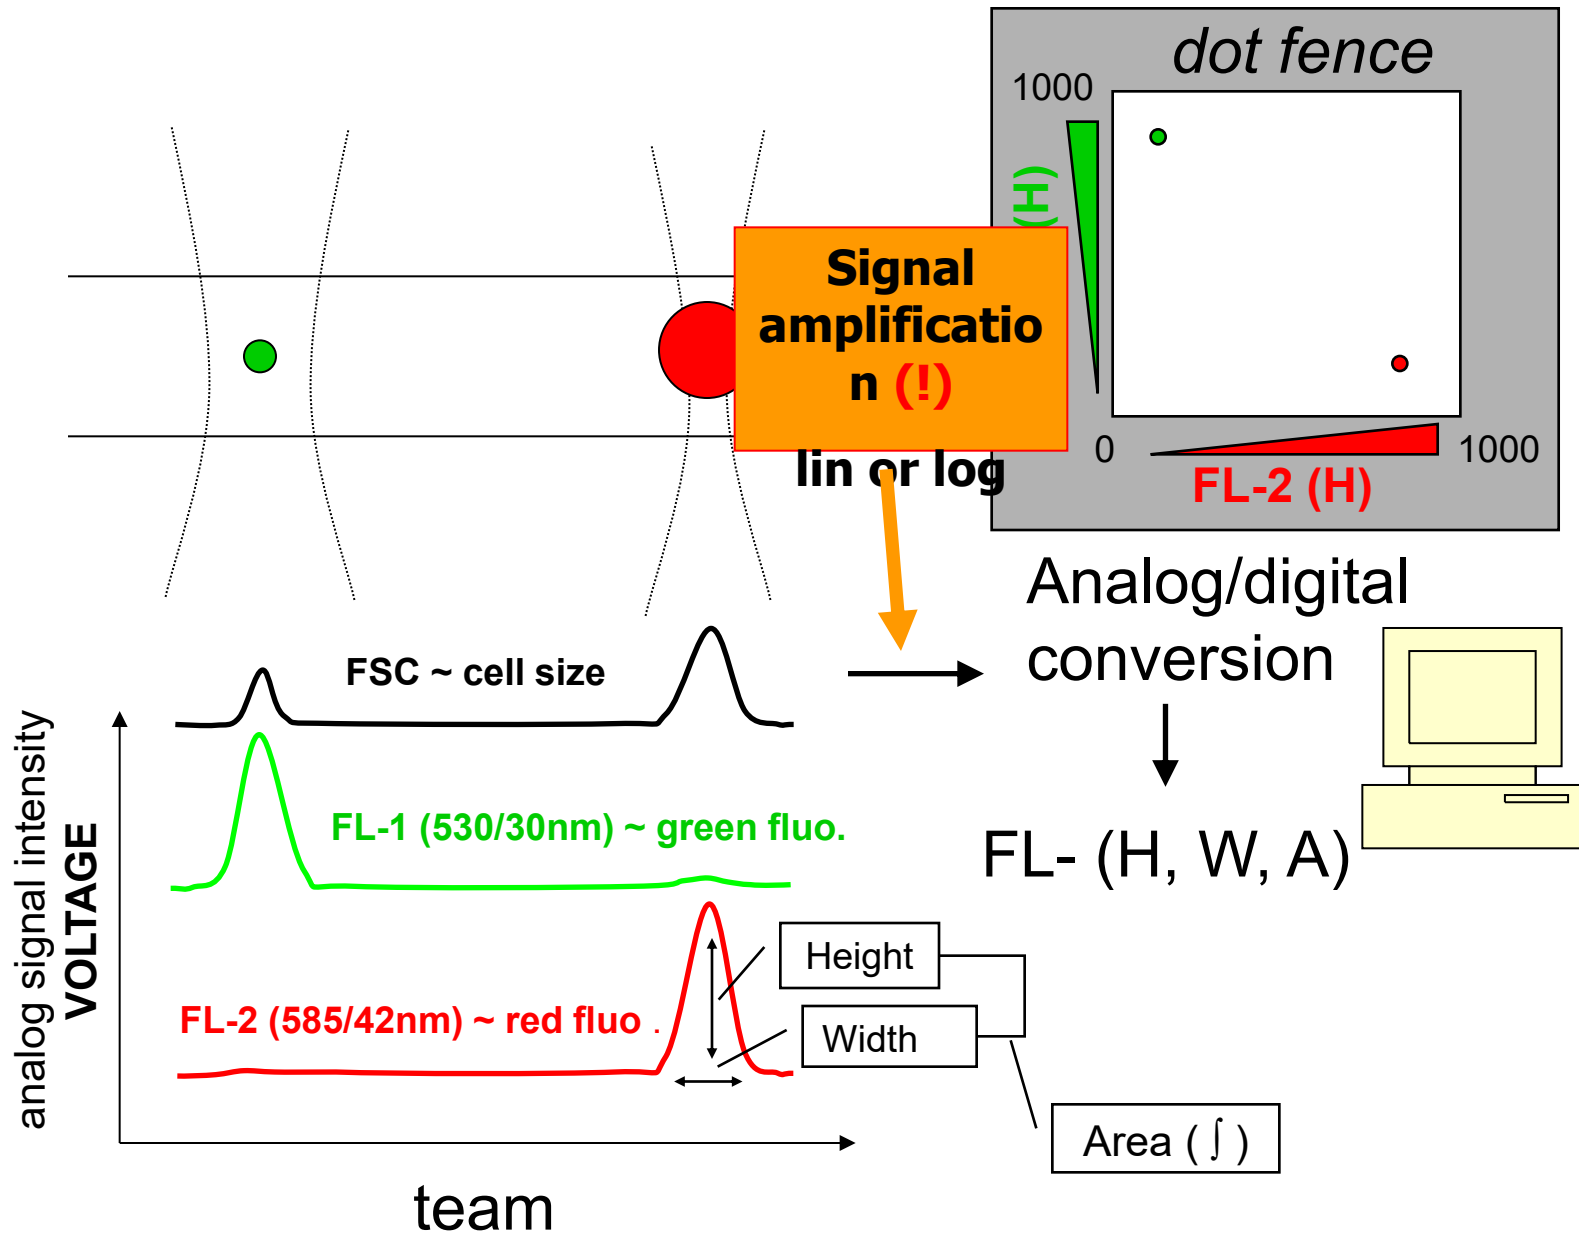 dot fence
1000
(H)
Signal
amplificatio
n (!)
lin or log
0
1000
FL-2 (H)
Analog/digital
conversion
FSC ~ cell size
FL-1 (530/30nm) ~ green fluo.
FL- (H, W, A)
analog signal intensity
VOLTAGE
Height
FL-2 (585/42nm) ~ red fluo .
Width
Area ( ∫ )
team